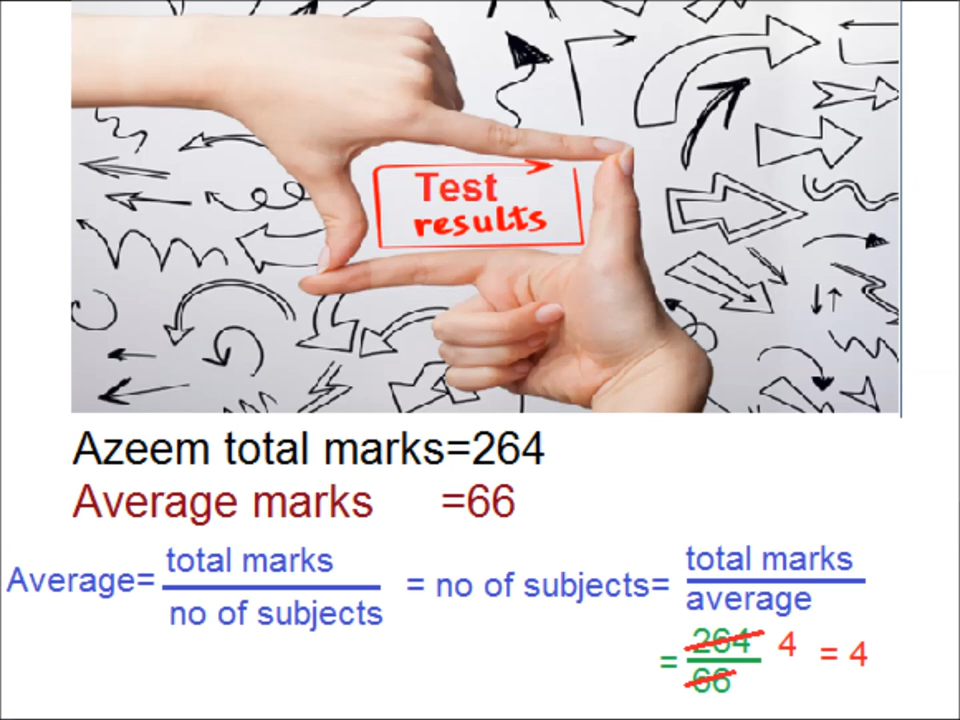 Test
results
Azeem total marks=264
Average marks =66
Average= total marks / no of subjects = no of subjects= total marks / average
= 264 / 66 4 = 4